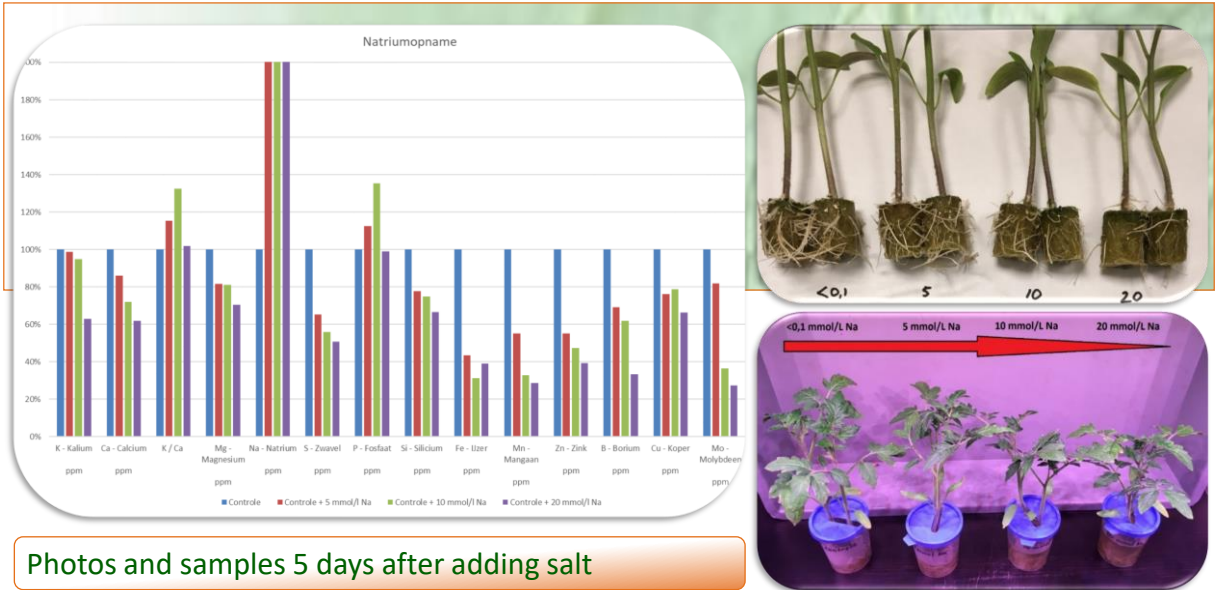 Natriumopname
180%
160%
140%
120%
100%
80%
60%
40%
20%
0%
K - Kalium
ppm
Ca - Calcium
ppm
K / Ca
Mg -
Magnesium
ppm
Na - Natrium
ppm
S - Zwavel
ppm
P - Fosfaat
ppm
Si - Silicium
ppm
Fe - IJzer
ppm
Mn -
Mangaan
ppm
Zn - Zink
ppm
B - Borium
ppm
Cu - Koper
ppm
Mo -
Molybdeen
ppm
Controle
Controle + 5 mmol/l Na
Controle + 10 mmol/l Na
Controle + 20 mmol/l Na
<0,1
5
10
20
<0,1 mmol/L Na
5 mmol/L Na
10 mmol/L Na
20 mmol/L Na
Photos and samples 5 days after adding salt